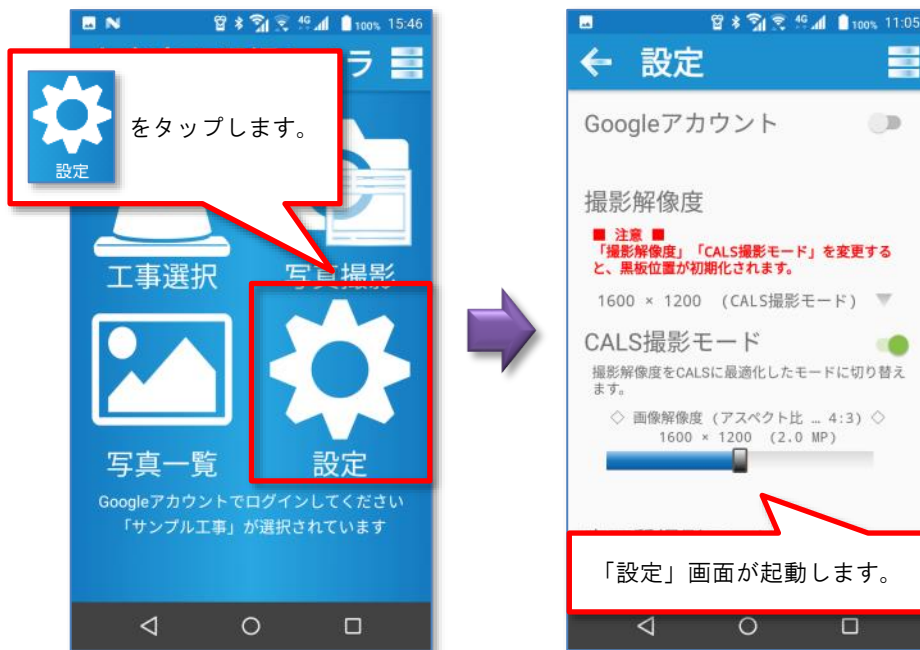 100% 15:46
ラ
設定
をタップします。
工事選択
写真撮影
写真一覧
設定
Googleアカウントでログインしてください
「サンプル工事」が選択されています
4G 100% 11:05
設定
Googleアカウント
撮影解像度
■ 注意 ■
「撮影解像度」「CALS撮影モード」を変更する
と、黒板位置が初期化されます。
1600 × 1200 (CALS撮影モード)
CALS撮影モード
撮影解像度をCALSに最適化したモードに切り替え
ます。
◇ 画像解像度 (アスペクト比 … 4:3) ◇
1600 × 1200 (2.0 MP)
「設定」画面が起動します。